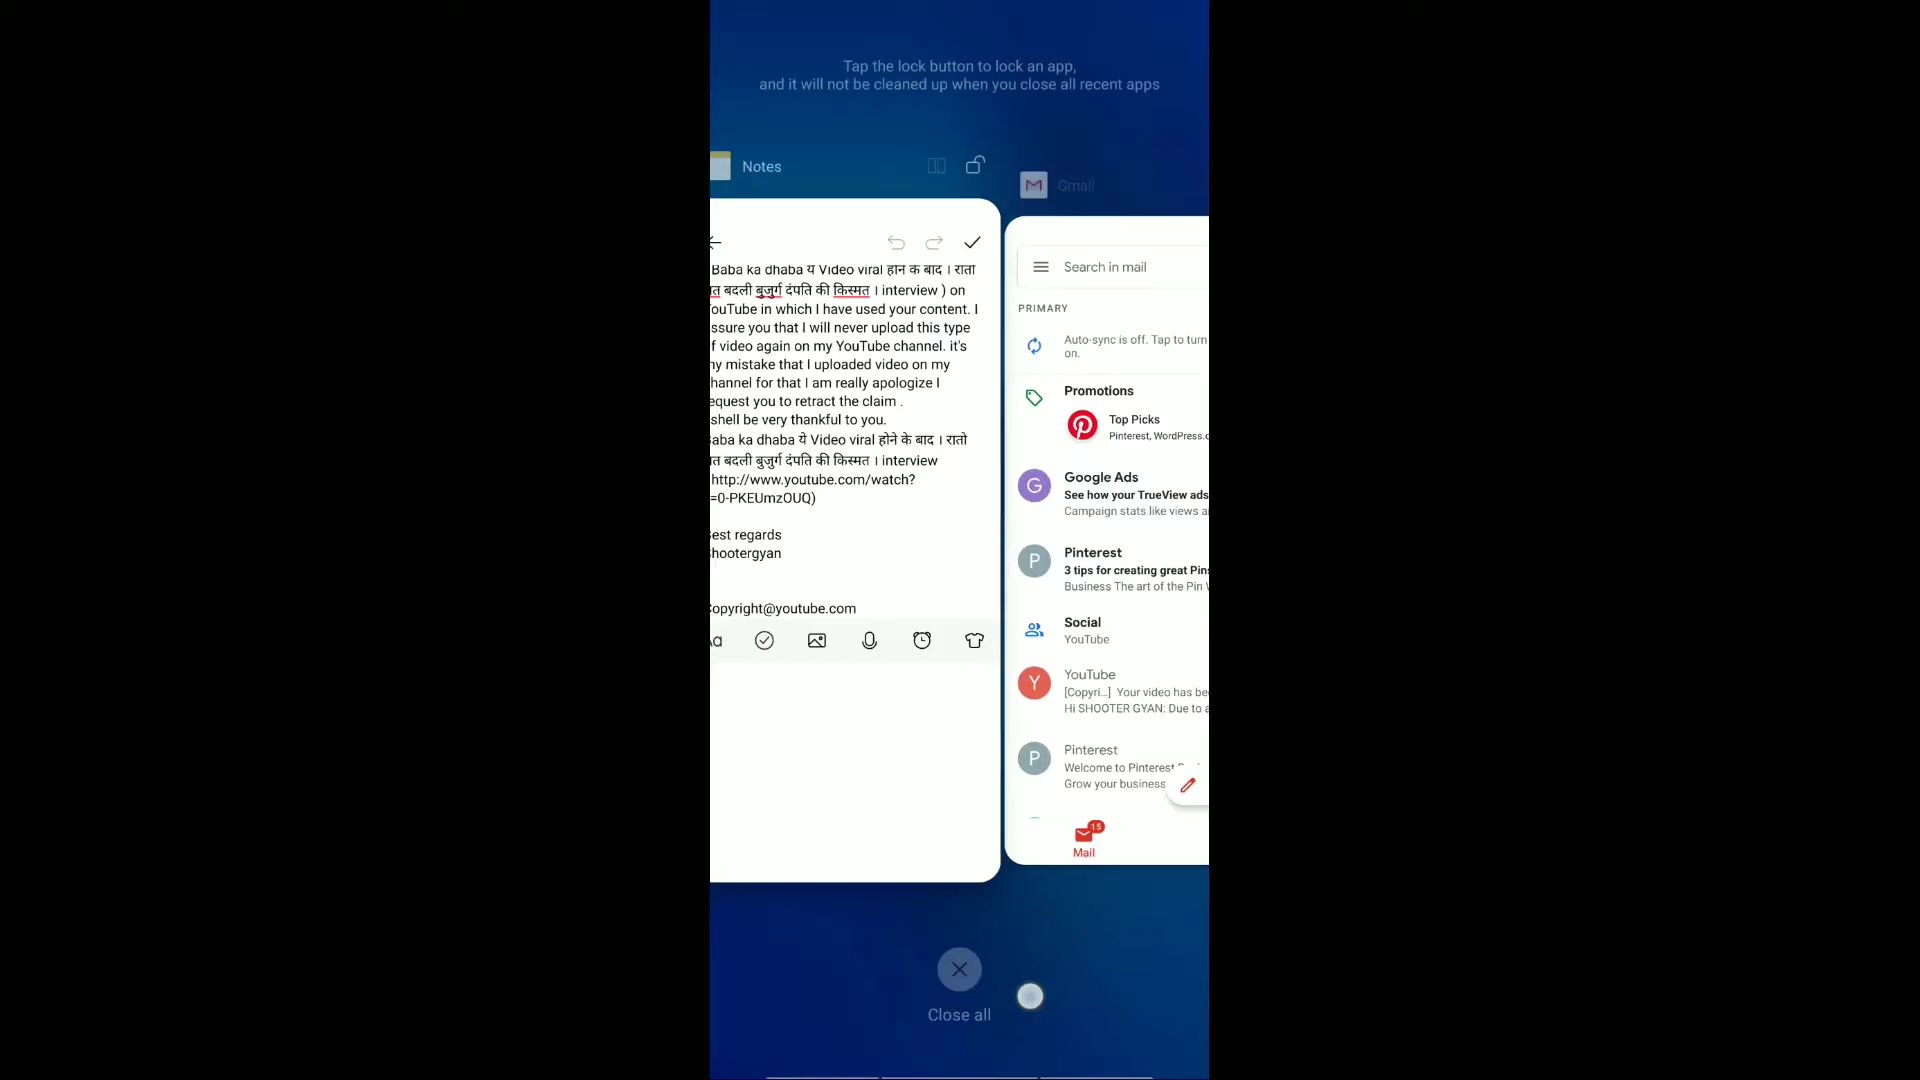 Tap the lock button to lock an app,
and it will not be cleaned up when you close all recent apps
Notes
Baba ka dhaba ये Video viral होने के बाद । रातो
बदली बुजुर्ग दंपति की किस्मत । interview ) on
ouTube in which I have used your content. I
ssure you that I will never upload this type
f video again on my YouTube channel. it's
y mistake that I uploaded video on my
hannel for that I am really apologize I
equest you to retract the claim .
shell be very thankful to you.
aba ka dhaba ये Video viral होने के बाद । रातो
त बदली बुजुर्ग दंपति की किस्मत । interview
http://www.youtube.com/watch?
=0-PKEUmzOUQ)
est regards
hootergyan
opyright@youtube.com
Gmail
Search in mail
PRIMARY
Auto-sync is off. Tap to turn
on.
Promotions
Top Picks
Pinterest, WordPress.c
G
Google Ads
See how your TrueView ads
Campaign stats like views a
P
Pinterest
3 tips for creating great Pins
Business The art of the Pin
Social
YouTube
Y
YouTube
[Copyri...] Your video has be
Hi SHOOTER GYAN: Due to a
P
Pinterest
Welcome to Pinterest
Grow your business
15
Mail
Close all